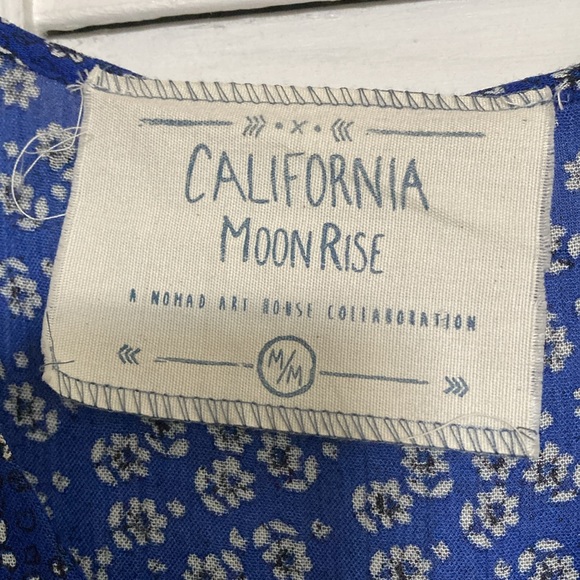 CALIFORNIA
MOONRISE
A NOMAD ART HOUSE COLLABORATION
M/M